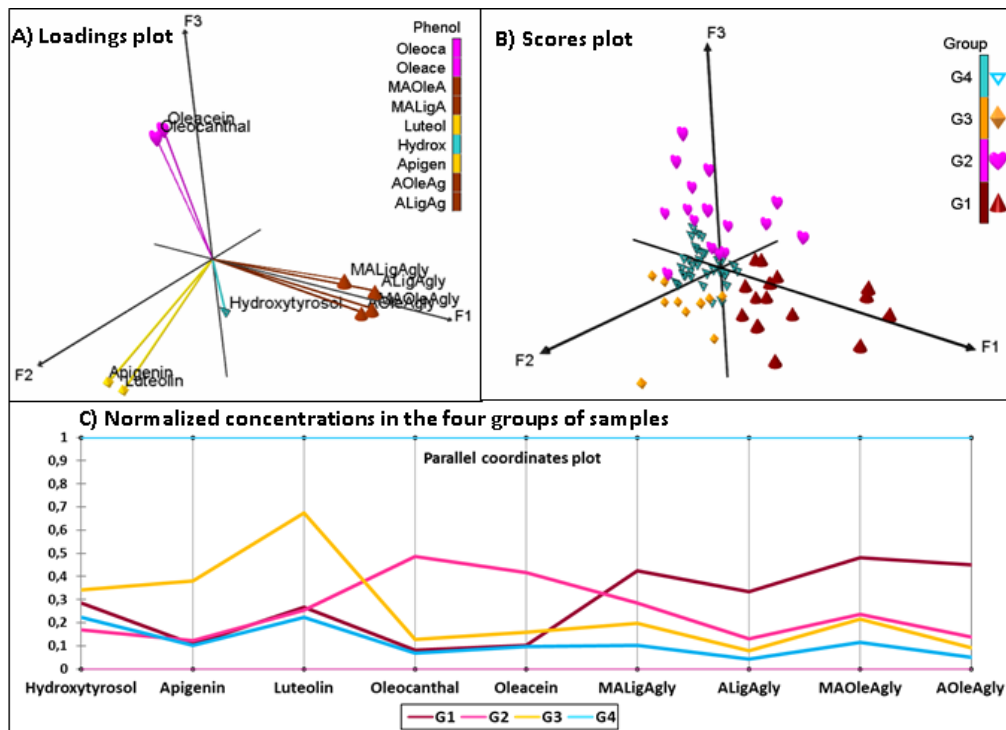 A) Loadings plot
F3
Phenol
Oleoca
Oleace
MAOleA
MALigA
Luteol
Hydrox
Apigen
AOleAg
ALigAg
Oleacein
Oleocanthal
MALigAgly
ALigAgly
MAOleAgly
AOleAgly
Hydroxytyrosol
F1
F2
Apigenin
Luteolin
B) Scores plot
F3
Group
G4
G3
G2
G1
F2
F1
C) Normalized concentrations in the four groups of samples
Parallel coordinates plot
1
0,9
0,8
0,7
0,6
0,5
0,4
0,3
0,2
0,1
0
Hydroxytyrosol Apigenin Luteolin Oleocanthal Oleacein MALigAgly ALigAgly MAOleAgly AOleAgly
G1 G2 G3 G4